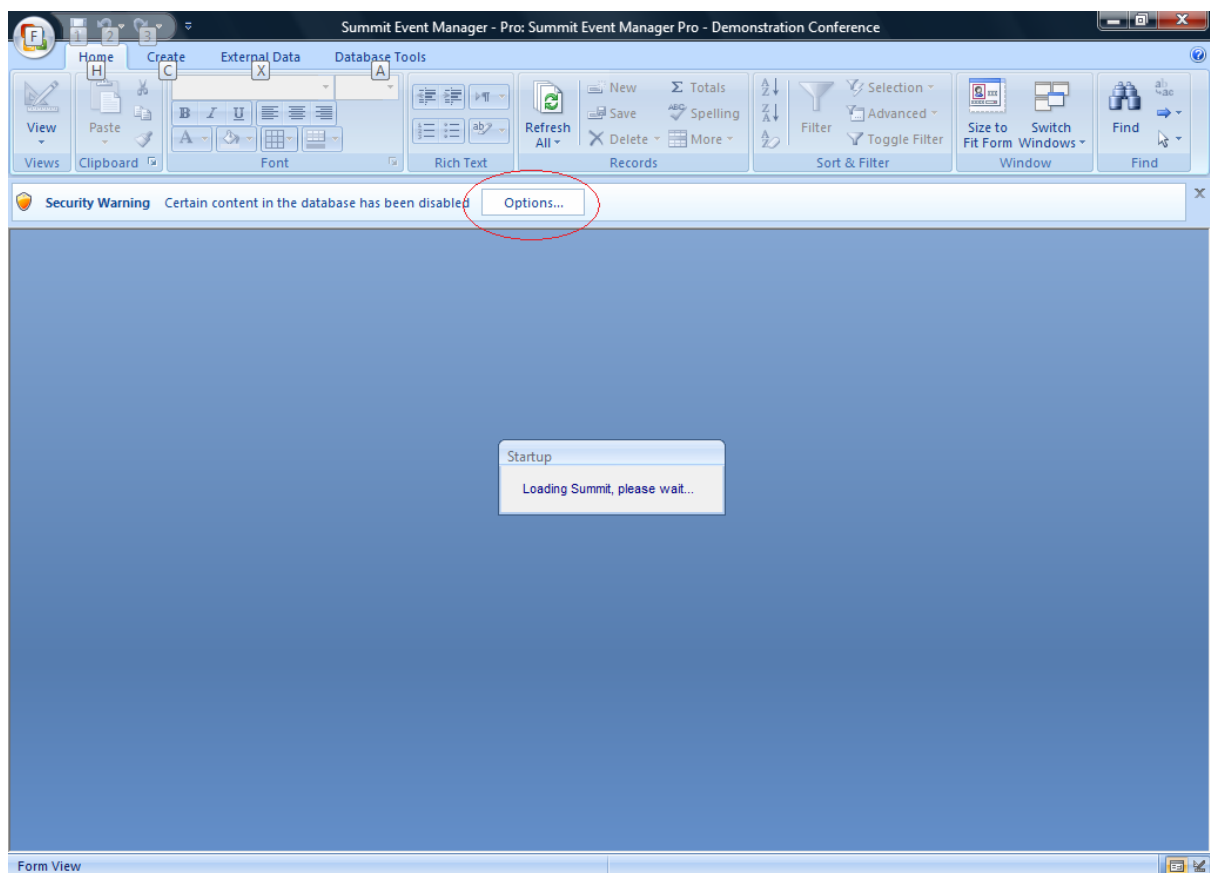 Summit Event Manager - Pro: Summit Event Manager Pro - Demonstration Conference
F 1 2 3
Home Create External Data Database Tools
H C X A
New Σ Totals Selection
B I U Save Spelling Advanced
View Paste A Refresh All Delete More Filter Toggle Filter Size to Fit Form Switch Windows Find
Views Clipboard Font Rich Text Records Sort & Filter Window Find
Security Warning Certain content in the database has been disabled Options...
Startup
Loading Summit, please wait...
Form View